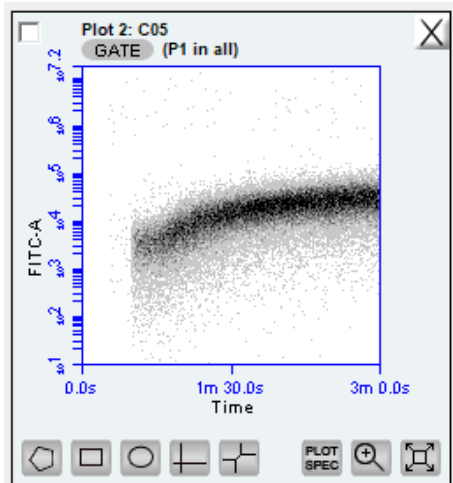 Plot 2: C05
GATE (P1 in all)
10^7.2
10^6
10^5
10^4
10^3
10^2
10^1
FITC-A
0.0s 1m 30.0s 3m 0.0s
Time
PLOT
SPEC